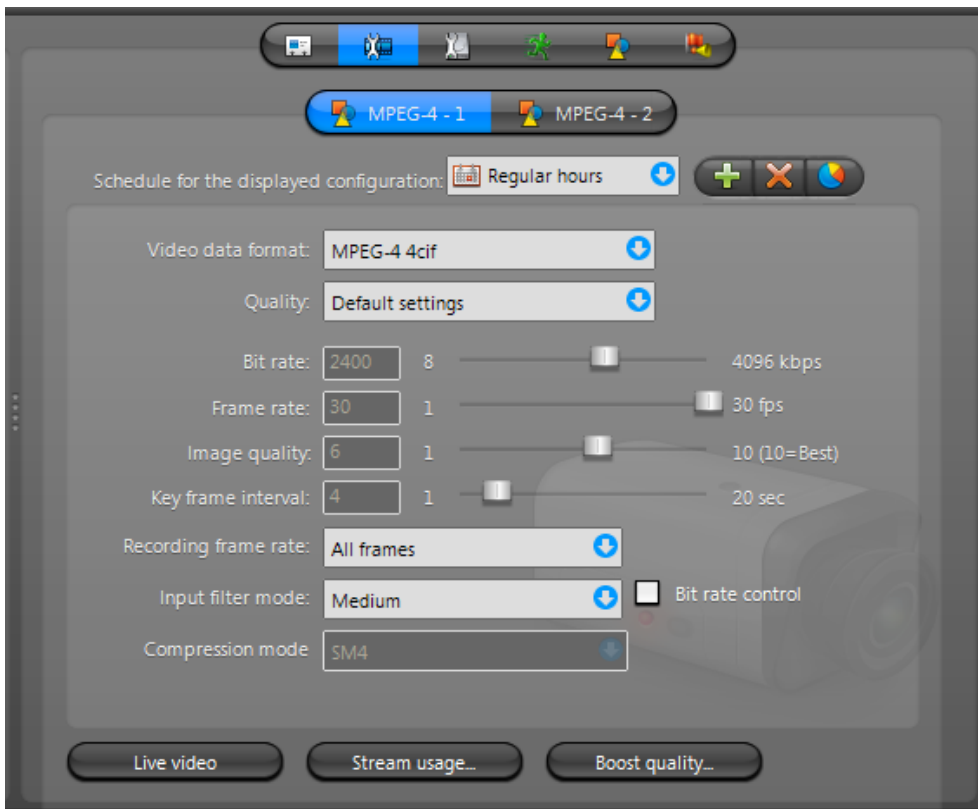 MPEG-4 - 1 MPEG-4 - 2
Schedule for the displayed configuration: Regular hours
Video data format: MPEG-4 4cif
Quality: Default settings
Bit rate: 2400 8 4096 kbps
Frame rate: 30 1 30 fps
Image quality: 6 1 10 (10=Best)
Key frame interval: 4 1 20 sec
Recording frame rate: All frames
Input filter mode: Medium Bit rate control
Compression mode SM4
Live video Stream usage... Boost quality...